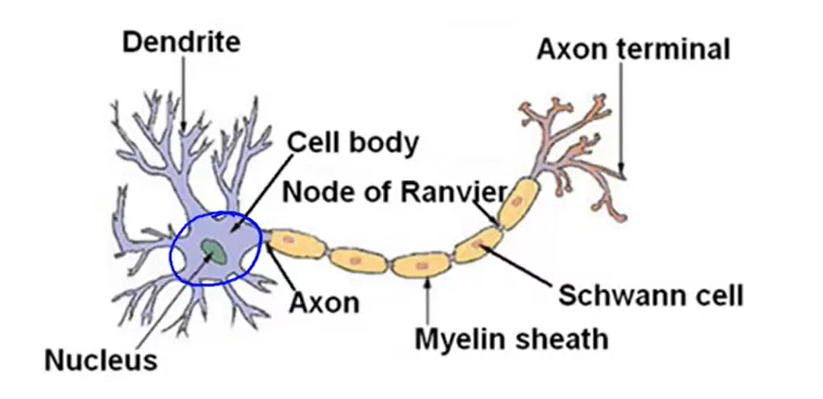 Dendrite
Axon terminal
Cell body
Node of Ranvier
Axon
Schwann cell
Myelin sheath
Nucleus